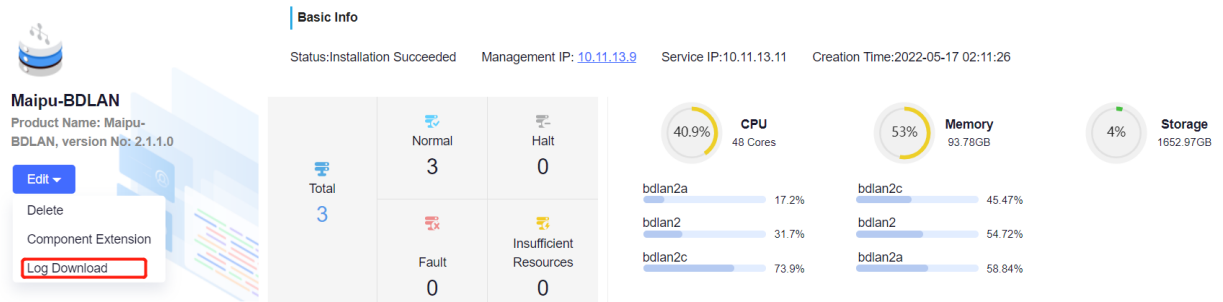 Maipu-BDLAN
Product Name: Maipu-
BDLAN, version No: 2.1.1.0
Edit
Delete
Component Extension
Log Download
Basic Info
Status:Installation Succeeded Management IP: 10.11.13.9 Service IP:10.11.13.11 Creation Time:2022-05-17 02:11:26
Total
3
Normal
3
Halt
0
Fault
0
Insufficient
Resources
0
40.9%
CPU
48 Cores
bdlan2a
17.2%
bdlan2
31.7%
bdlan2c
73.9%
53%
Memory
93.78GB
bdlan2c
45.47%
bdlan2
54.72%
bdlan2a
58.84%
4%
Storage
1652.97GB